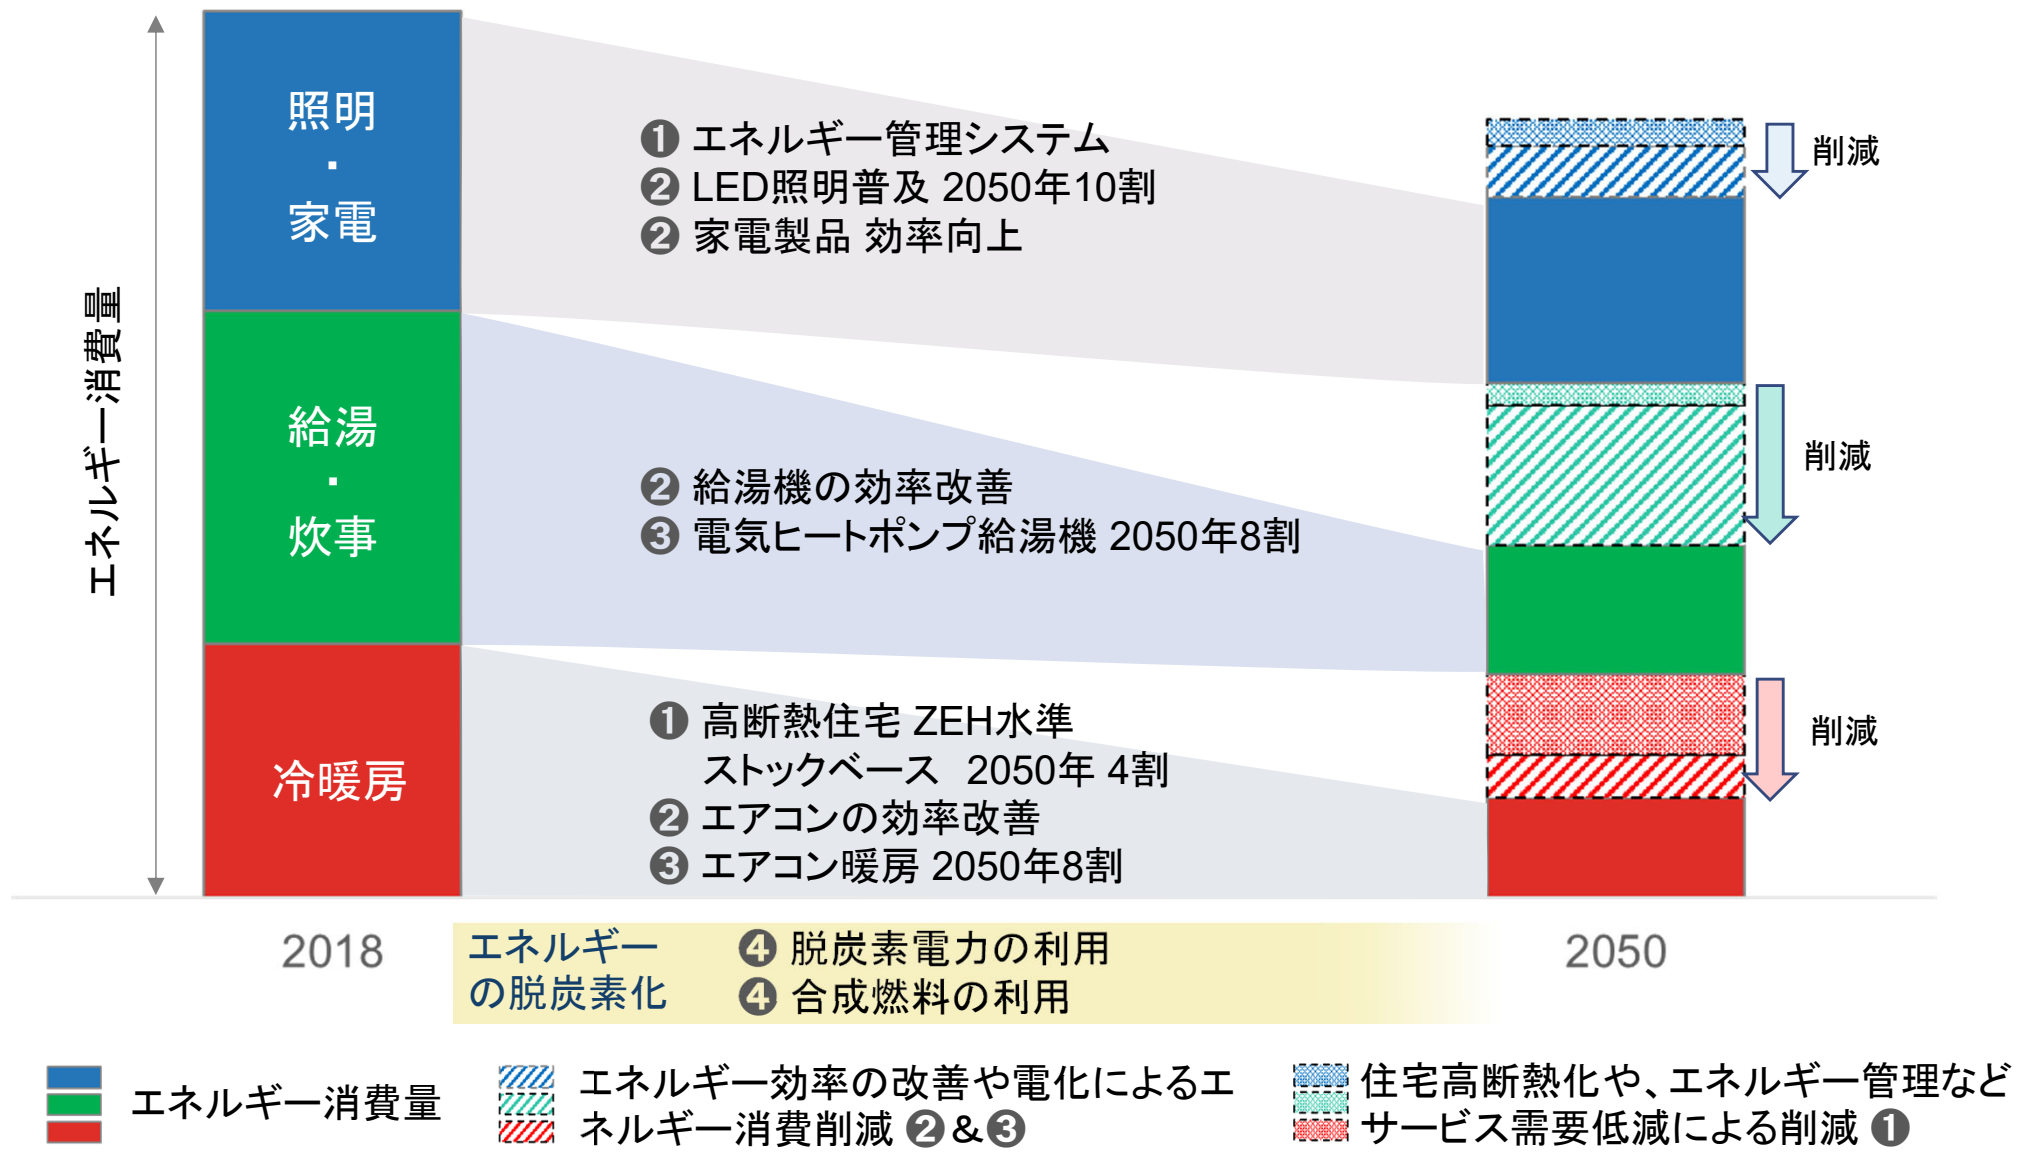 エネルギー消費量
照明
・
家電
給湯
・
炊事
冷暖房
❶ エネルギー管理システム
❷ LED照明普及 2050年10割
❷ 家電製品 効率向上
❷ 給湯機の効率改善
❸ 電気ヒートポンプ給湯機 2050年8割
❶ 高断熱住宅 ZEH水準
ストックベース 2050年 4割
❷ エアコンの効率改善
❸ エアコン暖房 2050年8割
削減
削減
削減
2018
エネルギー
の脱炭素化
❹ 脱炭素電力の利用
❹ 合成燃料の利用
2050
エネルギー消費量
エネルギー効率の改善や電化によるエ
ネルギー消費削減 ❷&❸
住宅高断熱化や、エネルギー管理など
サービス需要低減による削減 ❶